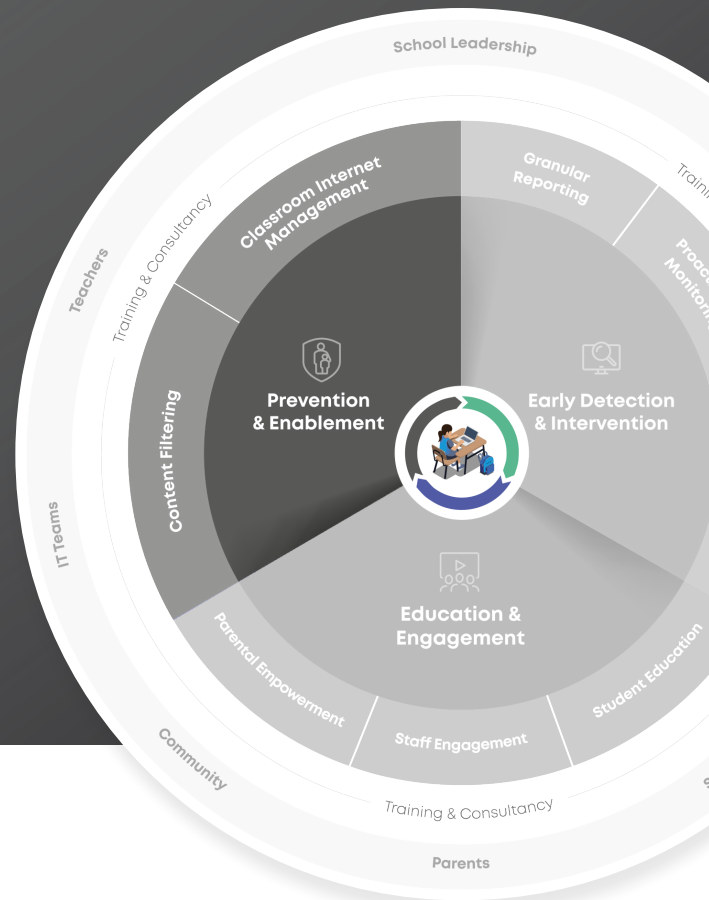 School Leadership
Teachers
IT Teams
Community
Parents
Training & Consultancy
Training & Consultancy
Classroom Internet
Management
Content Filtering
Granular
Reporting
Prevention
& Enablement
Early Detection
& Intervention
Education &
Engagement
Parental Empowerment
Staff Engagement
Student Education